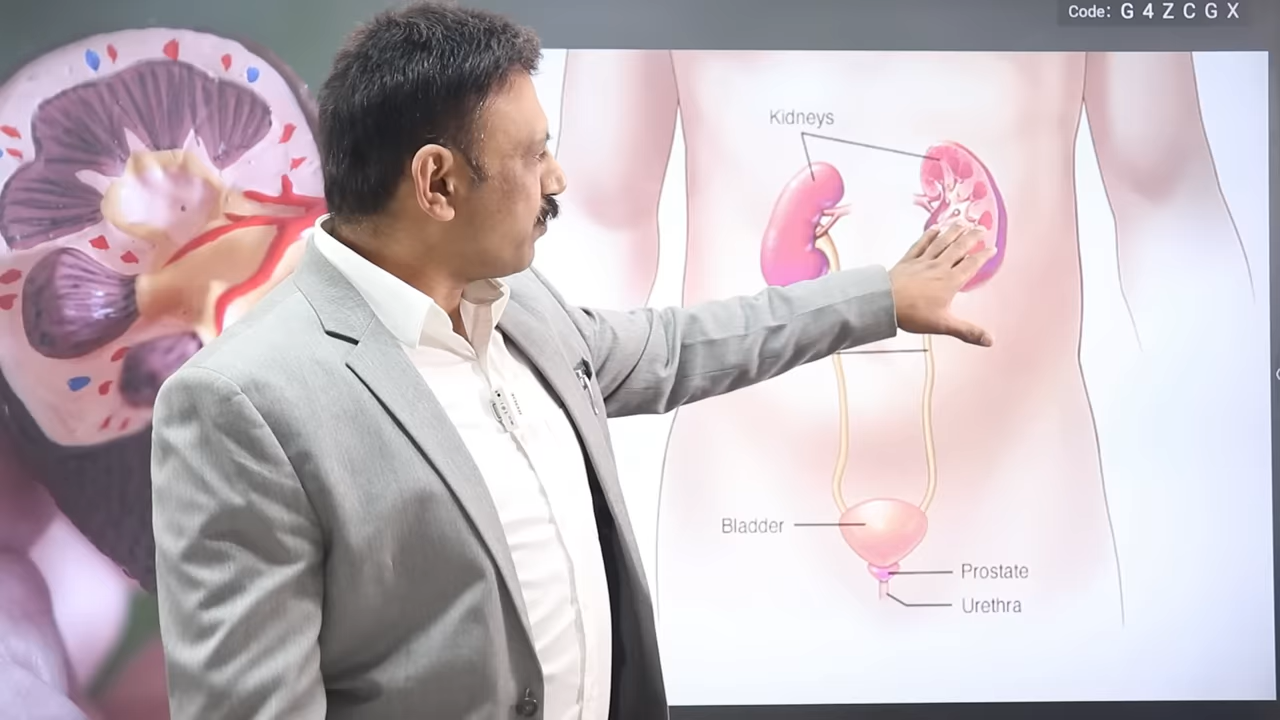 Code: G 4 Z C G X
Kidneys
Bladder
Prostate
Urethra